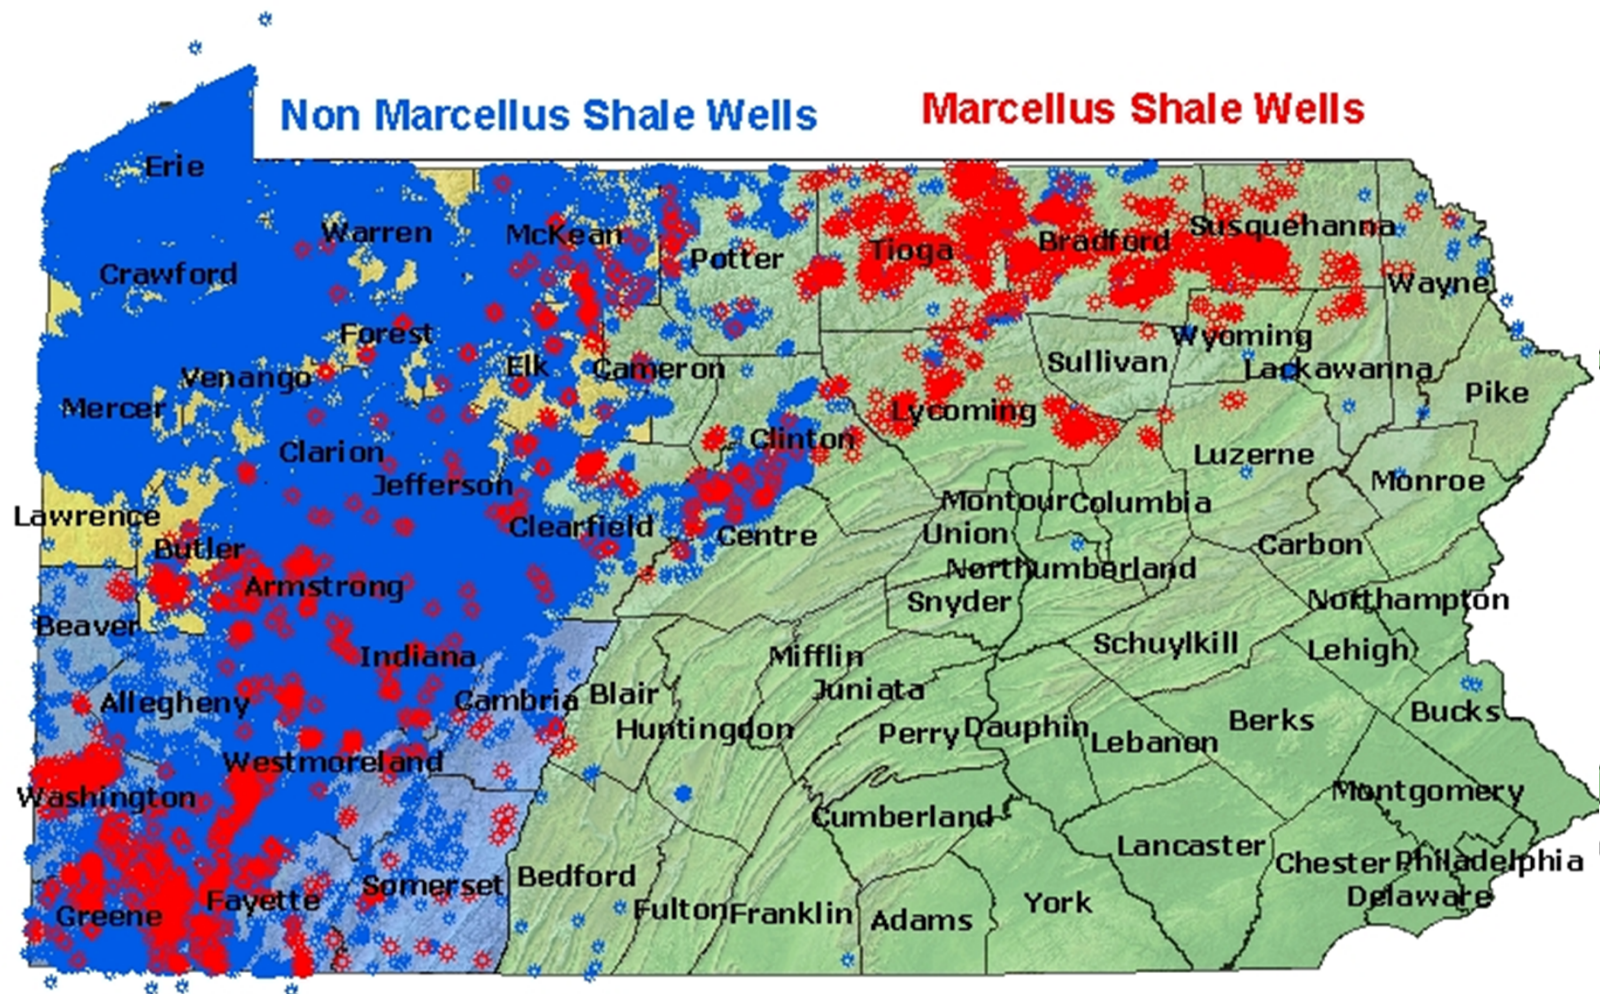 Non Marcellus Shale Wells
Marcellus Shale Wells
Erie
Warren
McKean
Potter
Tioga
Bradford
Susquehanna
Crawford
Wayne
Forest
Elk
Cameron
Sullivan
Wyoming
Lackawanna
Venango
Mercer
Pike
Lycoming
Clinton
Clarion
Luzerne
Jefferson
Monroe
Lawrence
Clearfield
Centre
Montour
Columbia
Union
Butler
Carbon
Armstrong
Northumberland
Snyder
Northampton
Beaver
Indiana
Mifflin
Schuylkill
Lehigh
Allegheny
Cambria
Blair
Juniata
Huntingdon
Perry
Dauphin
Lebanon
Berks
Bucks
Westmoreland
Washington
Montgomery
Cumberland
Lancaster
Chester
Philadelphia
Greene
Fayette
Somerset
Bedford
Fulton
Franklin
Adams
York
Delaware